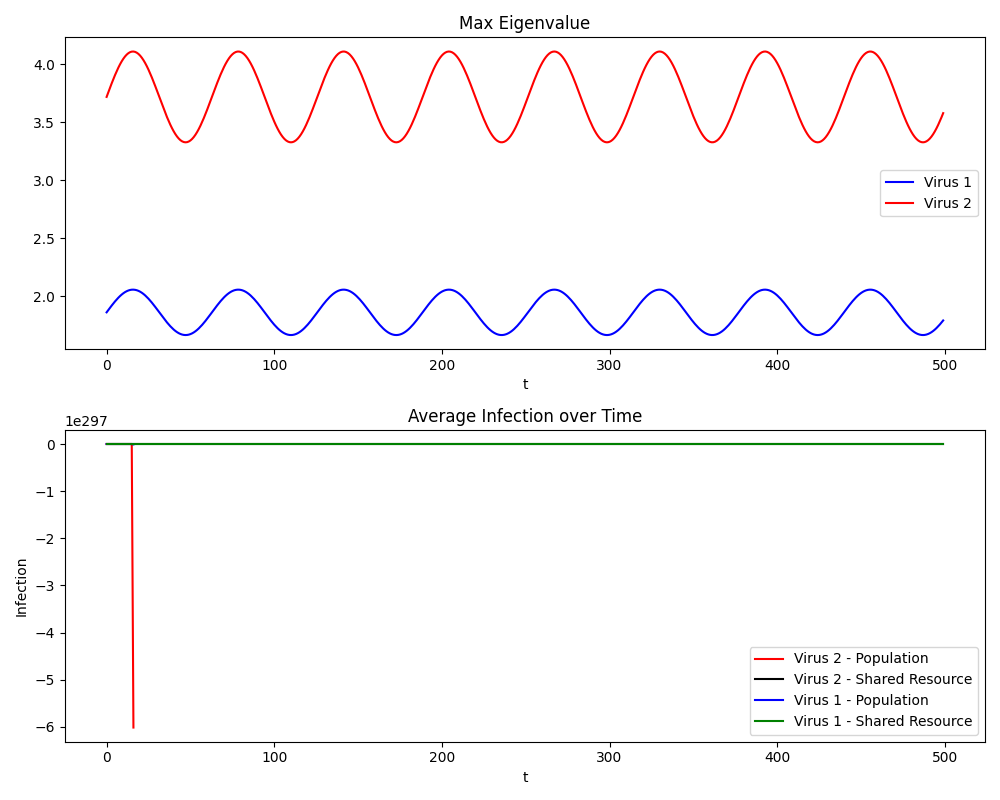 Max Eigenvalue
4.0
3.5
3.0
2.5
2.0
Virus 1
Virus 2
0 100 200 300 400 500
t
Average Infection over Time
1e297
0
−1
−2
−3
−4
−5
−6
Infection
Virus 2 - Population
Virus 2 - Shared Resource
Virus 1 - Population
Virus 1 - Shared Resource
0 100 200 300 400 500
t